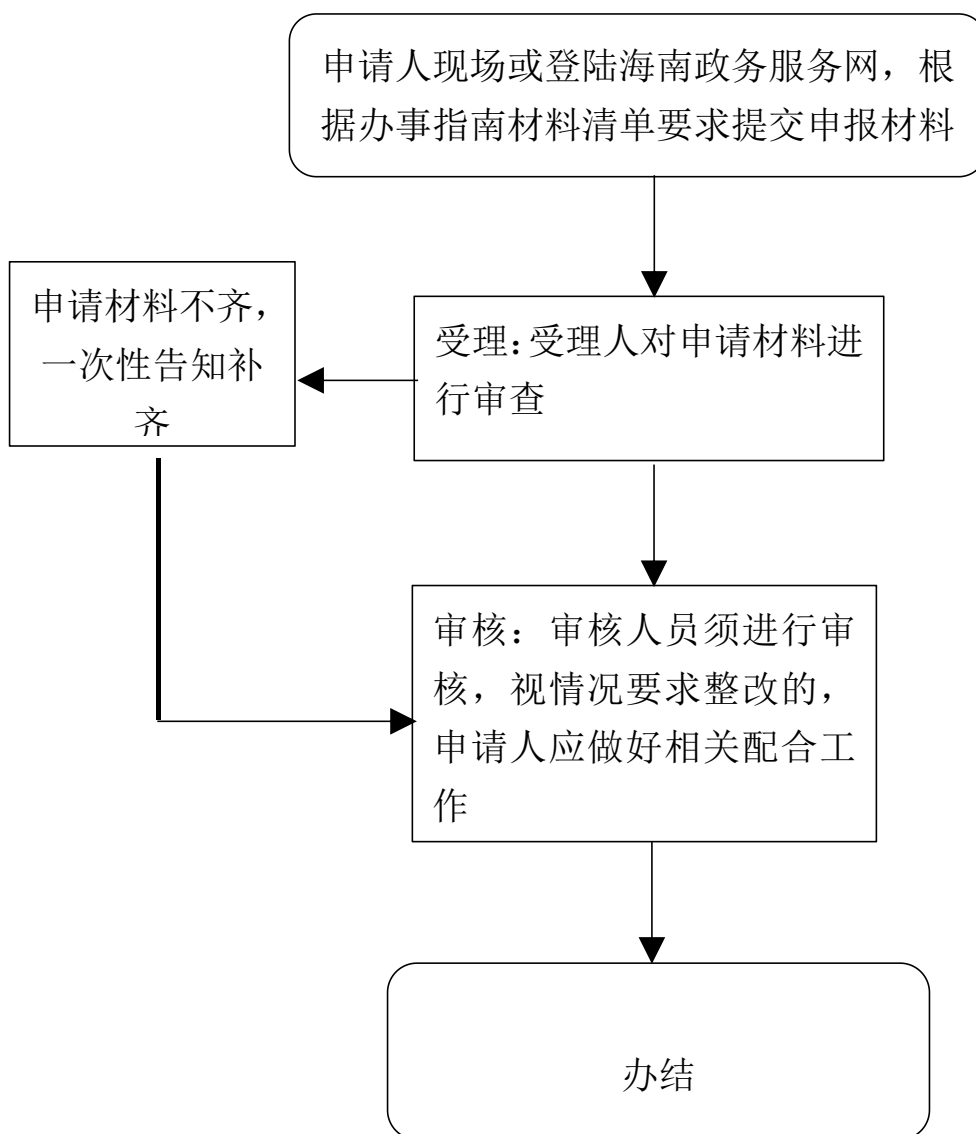 申请人现场或登陆海南政务服务网，根
据办事指南材料清单要求提交申报材料
申请材料不齐，
一次性告知补
齐
受理：受理人对申请材料进
行审查
审核：审核人员须进行审
核，视情况要求整改的，
申请人应做好相关配合工
作
办结